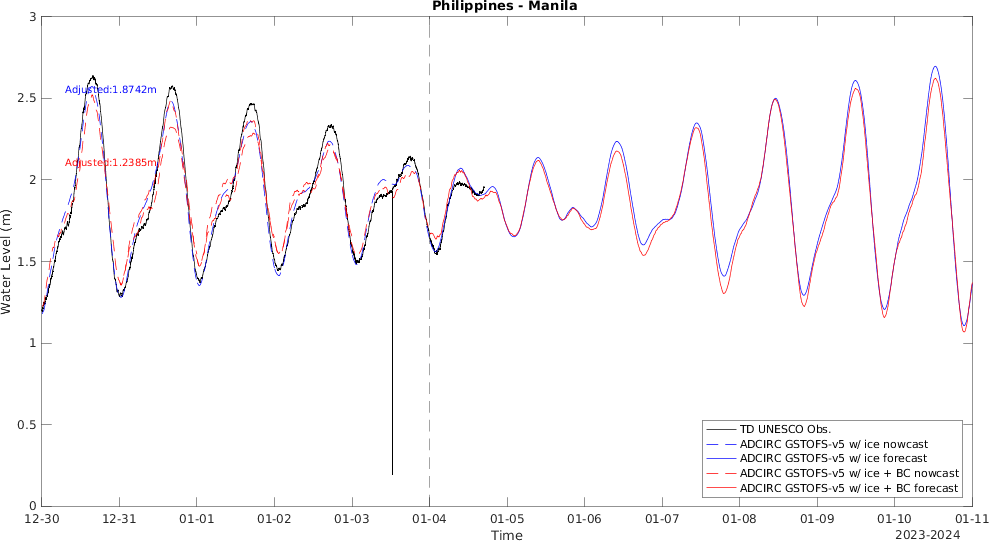 Philippines - Manila
3
2.5
2
1.5
1
0.5
0
Water Level (m)
Adjusted:1.8742m
Adjusted:1.2385m
TD UNESCO Obs.
ADCIRC GSTOFS-v5 w/ ice nowcast
ADCIRC GSTOFS-v5 w/ ice forecast
ADCIRC GSTOFS-v5 w/ ice + BC nowcast
ADCIRC GSTOFS-v5 w/ ice + BC forecast
12-30 12-31 01-01 01-02 01-03 01-04 01-05 01-06 01-07 01-08 01-09 01-10 01-11
Time
2023-2024